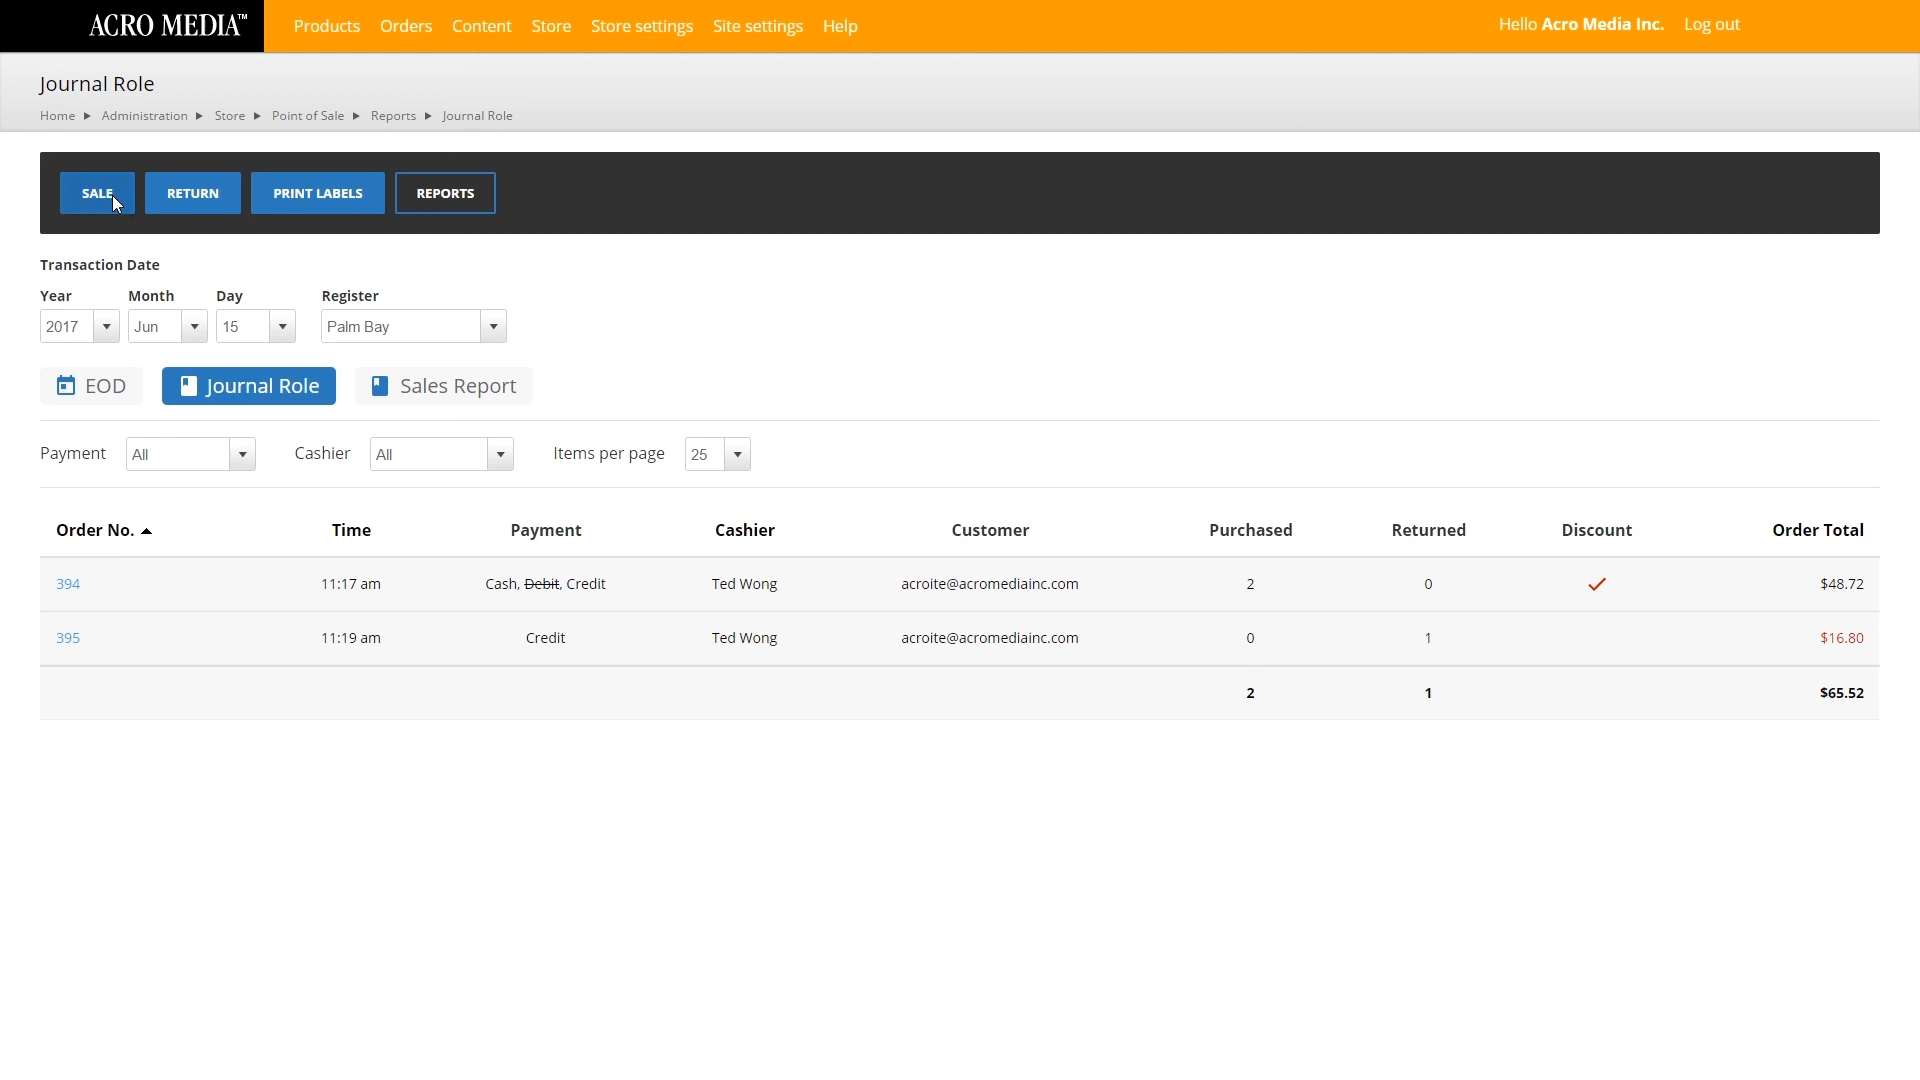 ACRO MEDIA™ Products Orders Content Store Store settings Site settings Help Hello Acro Media Inc. Log out
Journal Role
Home ▶ Administration ▶ Store ▶ Point of Sale ▶ Reports ▶ Journal Role
SALE RETURN PRINT LABELS REPORTS
Transaction Date
Year Month Day Register
2017 Jun 15 Palm Bay
EOD Journal Role Sales Report
Payment All Cashier All Items per page 25
Order No. Time Payment Cashier Customer Purchased Returned Discount Order Total
394 11:17 am Cash, Debit, Credit Ted Wong acroite@acromediainc.com 2 0 $48.72
395 11:19 am Credit Ted Wong acroite@acromediainc.com 0 1 $16.80
2 1 $65.52